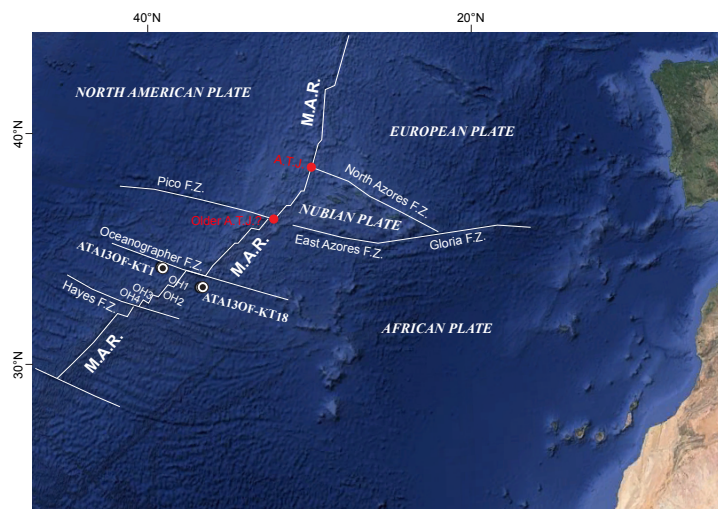 40°N
20°N
NORTH AMERICAN PLATE
M.A.R.
40°N
EUROPEAN PLATE
A.T.J.
North Azores F.Z.
Pico F.Z.
NUBIAN PLATE
Older A.T.J.?
Oceanographer F.Z.
M.A.R.
East Azores F.Z.
Gloria F.Z.
ATA13OF-KT1
OH1
OH3
OH2
OH4
Hayes F.Z.
ATA13OF-KT18
AFRICAN PLATE
M.A.R.
30°N